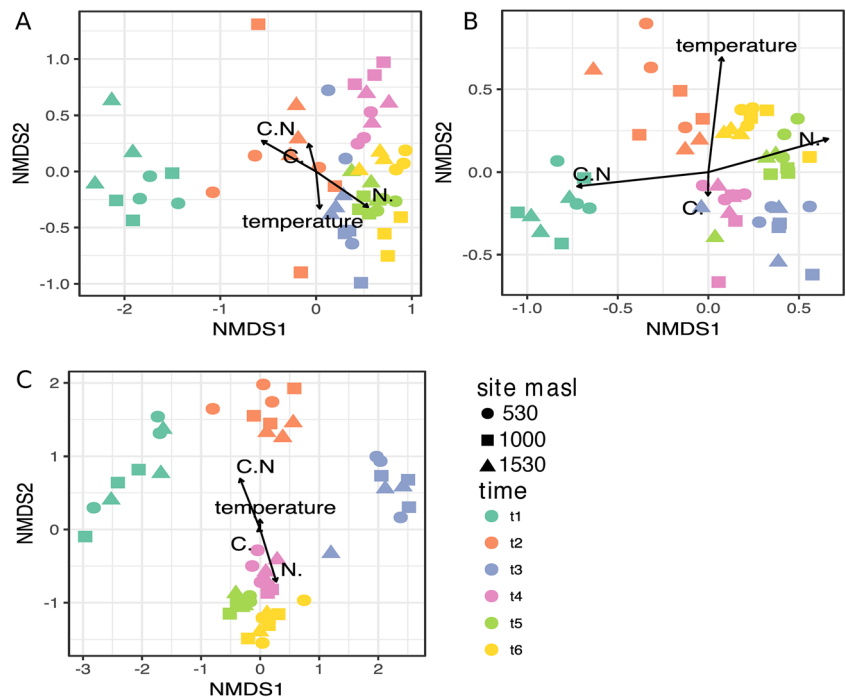 A
NMDS2
1.0
0.5
0.0
-0.5
-1.0
C.N
C.
N.
temperature
-2
-1
0
1
NMDS1
B
NMDS2
0.5
0.0
-0.5
temperature
N.
C.N
C.
-1.0
-0.5
0.0
0.5
NMDS1
C
NMDS2
2
1
0
-1
C.N
temperature
C.
N.
-3
-2
-1
0
1
2
NMDS1
site masl
530
1000
1530
time
t1
t2
t3
t4
t5
t6